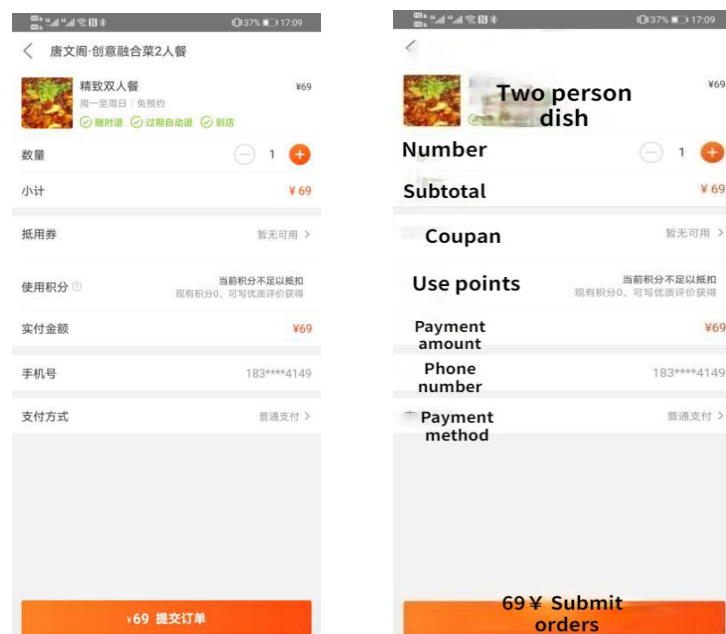 37% 17:09
唐文阁·创意融合菜2人餐
精致双人餐
¥69
周一至周日 | 免预约
随时退 过期自动退 到店
数量
1
小计
¥ 69
抵用券
暂无可用 >
使用积分
当前积分不足以抵扣
现有积分0，可写优质评价获得
实付金额
¥69
手机号
183****4149
支付方式
普通支付 >
¥69 提交订单
37% 17:09
Two person
dish
¥69
Number
1
Subtotal
¥ 69
Coupan
暂无可用 >
Use points
当前积分不足以抵扣
现有积分0，可写优质评价获得
Payment
amount
¥69
Phone
number
183****4149
Payment
method
普通支付 >
69¥ Submit
orders